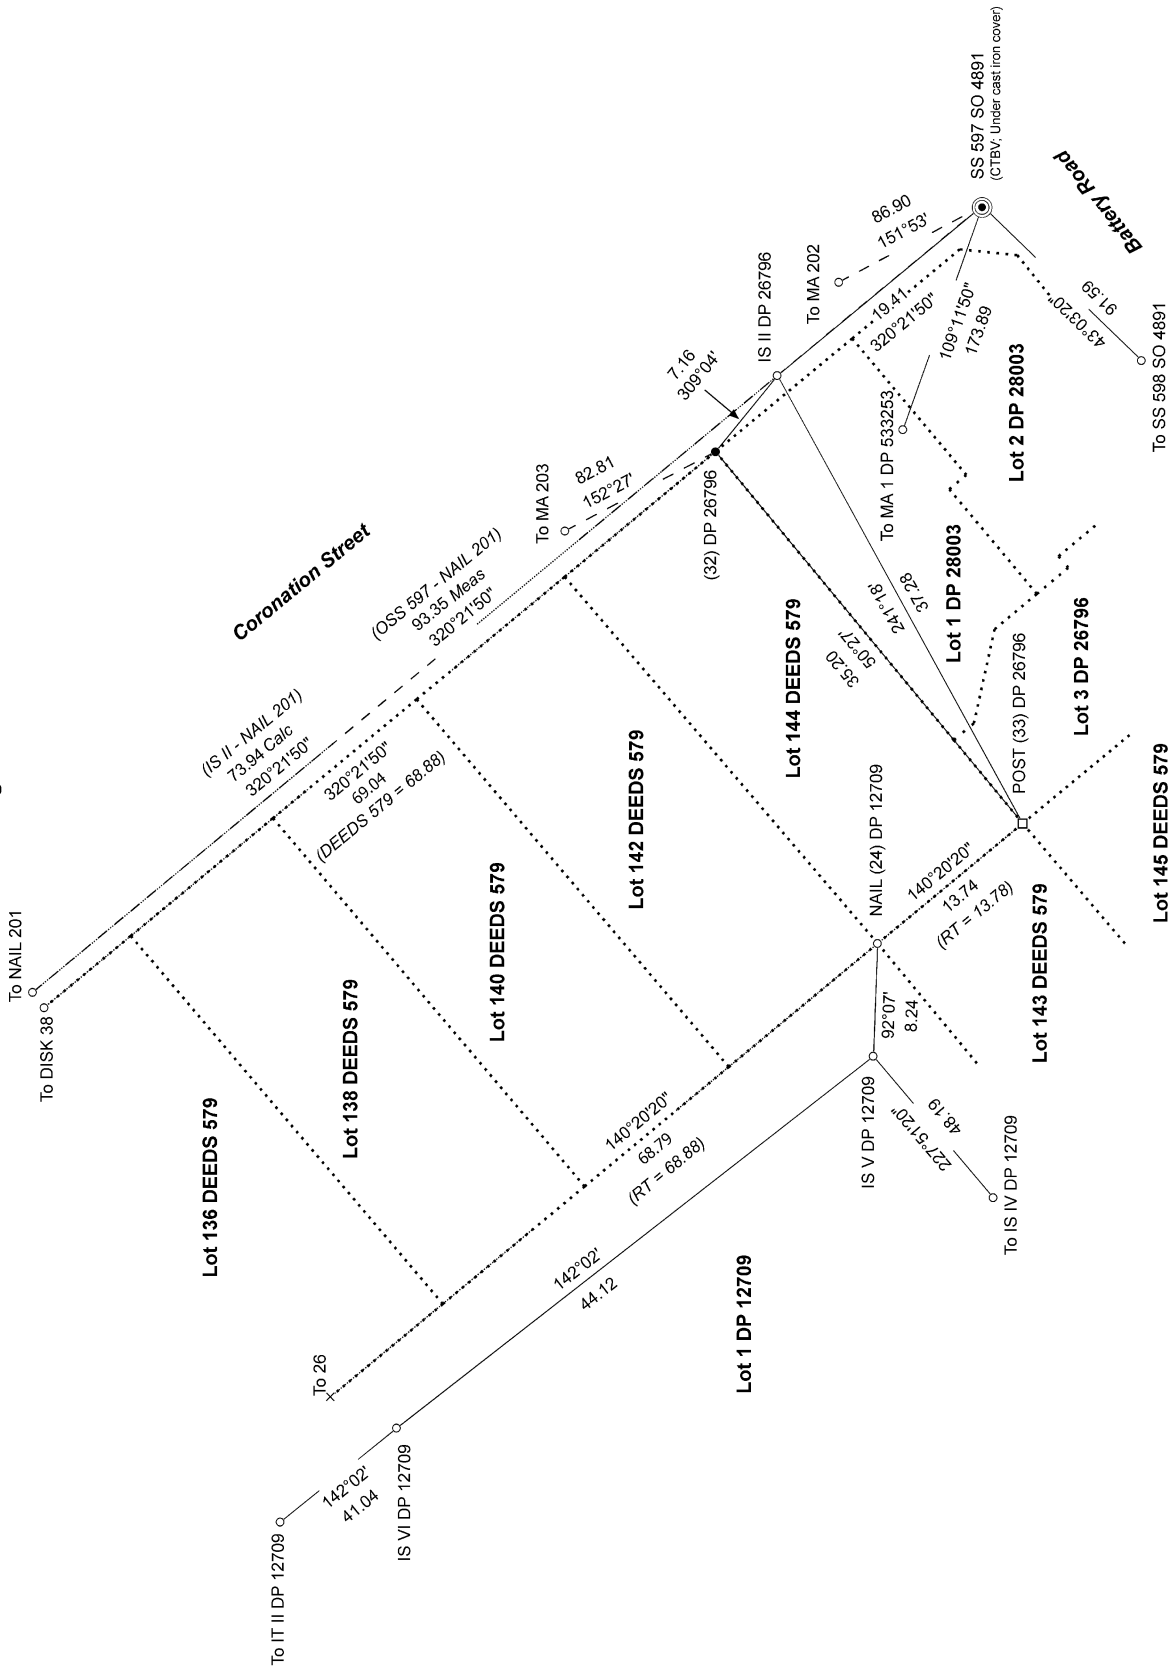 To NAIL 201
To DISK 38
Coronation Street
(IS II - NAIL 201)
73.94 Calc
320°21'50"
320°21'50"
69.04
(DEEDS 579 = 68.88)
(OSS 597 - NAIL 201)
93.35 Meas
320°21'50"
To MA 203
82.81
152°27'
7.16
309°04'
IS II DP 26796
To MA 202
86.90
151°53'
SS 597 SO 4891
(CTBV; Under cast iron cover)
Battery Road
19.41
320°21'50"
109°11'50"
173.89
43°03'20"
91.59
To SS 598 SO 4891
To MA 1 DP 533253
Lot 2 DP 28003
(32) DP 26796
Lot 1 DP 28003
241°18'
37.28
35.20
50°27'
Lot 3 DP 26796
POST (33) DP 26796
Lot 136 DEEDS 579
Lot 138 DEEDS 579
Lot 140 DEEDS 579
Lot 142 DEEDS 579
Lot 144 DEEDS 579
NAIL (24) DP 12709
140°20'20"
13.74
(RT = 13.78)
Lot 143 DEEDS 579
Lot 145 DEEDS 579
92°07'
8.24
IS V DP 12709
227°51'20"
48.19
To IS IV DP 12709
140°20'20"
68.79
(RT = 68.88)
142°02'
44.12
Lot 1 DP 12709
To 26
IS VI DP 12709
142°02'
41.04
To IT II DP 12709